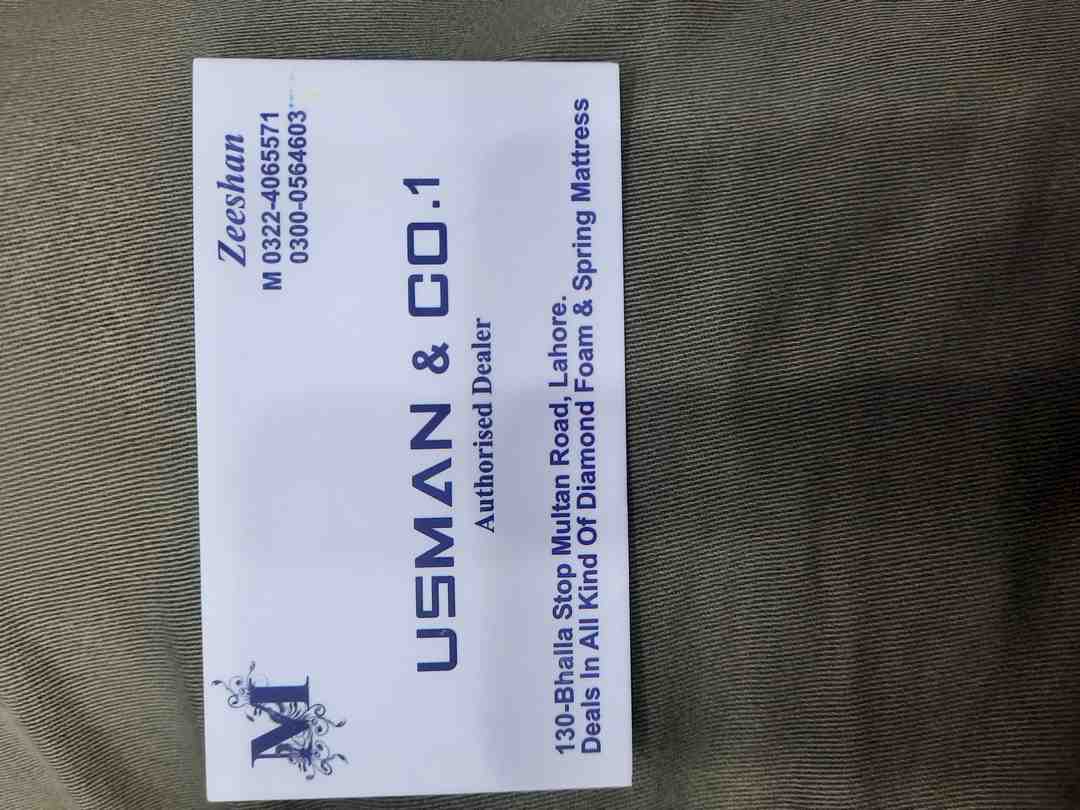 M
Zeeshan
M 0322-4065571
0300-0564603
USMAN & CO.1
Authorised Dealer
130-Bhalla Stop Multan Road, Lahore.
Deals In All Kind Of Diamond Foam & Spring Mattress